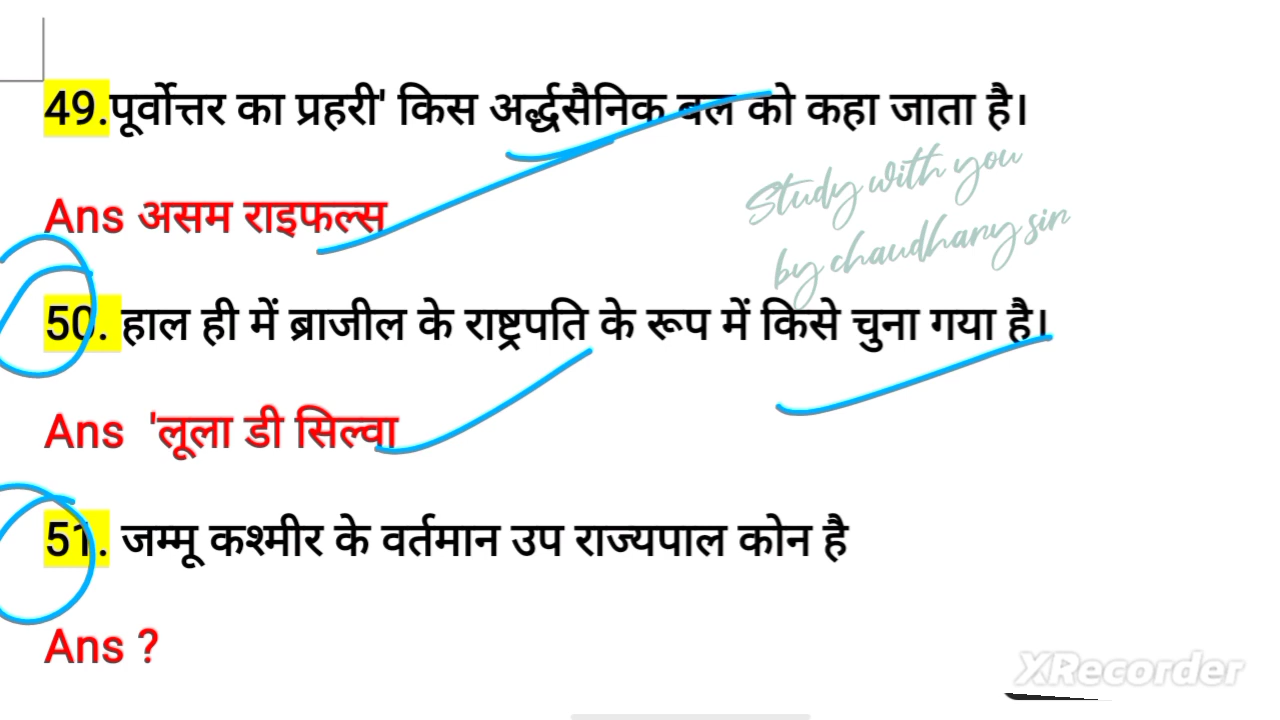 49.पूर्वोत्तर का प्रहरी' किस अर्द्धसैनिक बल को कहा जाता है।
Study with you
by chaudhary sir
Ans असम राइफल्स
50. हाल ही में ब्राजील के राष्ट्रपति के रूप में किसे चुना गया है।
Ans 'लूला डी सिल्वा
51. जम्मू कश्मीर के वर्तमान उप राज्यपाल कोन है
Ans ?
XRecorder